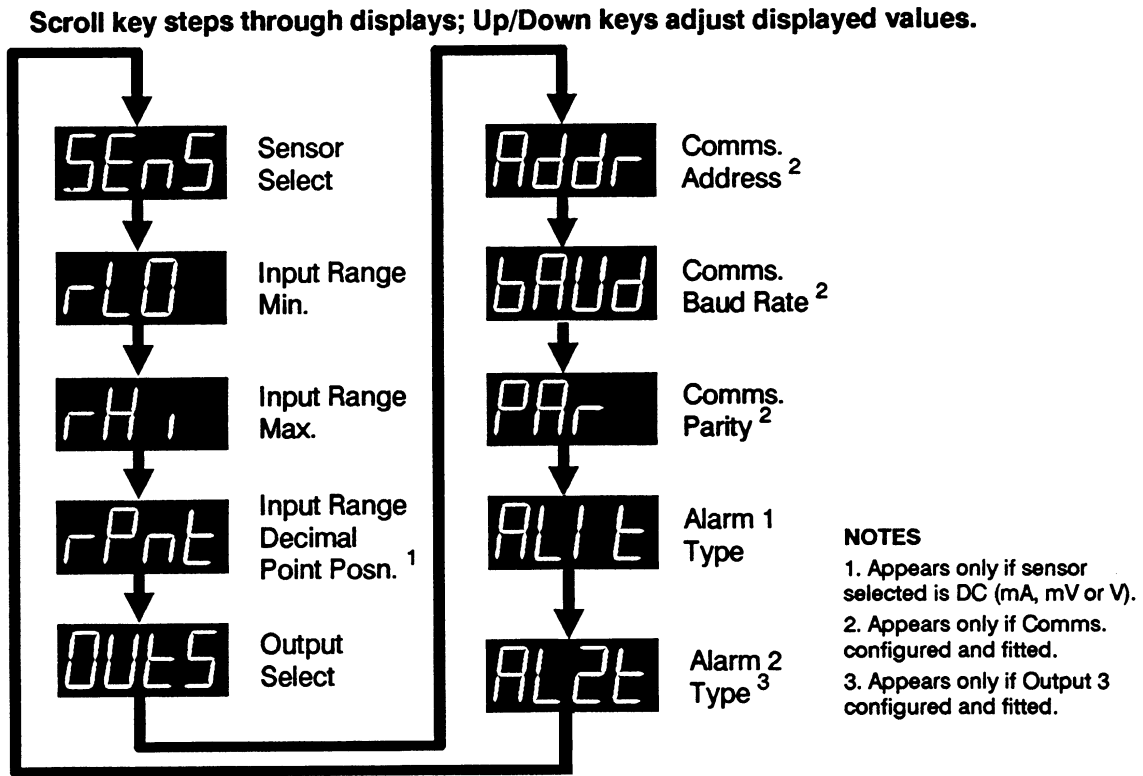 Scroll key steps through displays; Up/Down keys adjust displayed values.
SEnS
Sensor
Select
rLO
Input Range
Min.
rHi
Input Range
Max.
rPnt
Input Range
Decimal
Point Posn. 1
OUtS
Output
Select
Addr
Comms.
Address 2
bAUd
Comms.
Baud Rate 2
PAr
Comms.
Parity 2
AL1t
Alarm 1
Type
AL2t
Alarm 2
Type 3
NOTES
1. Appears only if sensor
selected is DC (mA, mV or V).
2. Appears only if Comms.
configured and fitted.
3. Appears only if Output 3
configured and fitted.